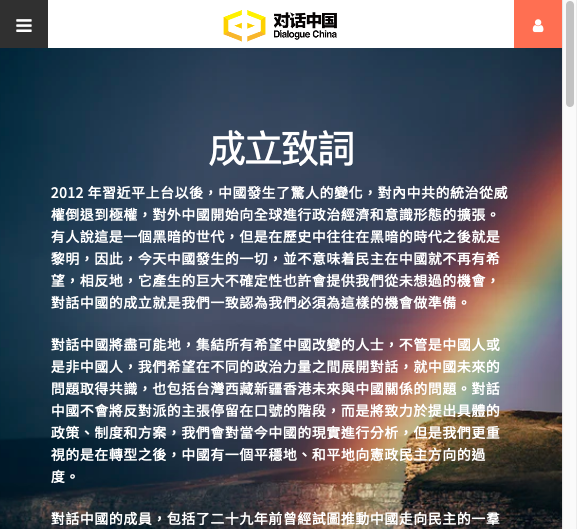 对话中国
Dialogue China
成立致詞
2012 年習近平上台以後，中國發生了驚人的變化，對內中共的統治從威
權倒退到極權，對外中國開始向全球進行政治經濟和意識形態的擴張。
有人說這是一個黑暗的世代，但是在歷史中往往在黑暗的時代之後就是
黎明，因此，今天中國發生的一切，並不意味着民主在中國就不再有希
望，相反地，它產生的巨大不確定性也許會提供我們從未想過的機會，
對話中國的成立就是我們一致認為我們必須為這樣的機會做準備。
對話中國將盡可能地，集結所有希望中國改變的人士，不管是中國人或
是非中國人，我們希望在不同的政治力量之間展開對話，就中國未來的
問題取得共識，也包括台灣西藏新疆香港未來與中國關係的問題。對話
中國不會將反對派的主張停留在口號的階段，而是將致力於提出具體的
政策、制度和方案，我們會對當今中國的現實進行分析，但是我們更重
視的是在轉型之後，中國有一個平穩地、和平地向憲政民主方向的過
度。
對話中國的成員，包括了二十九年前曾經試圖推動中國走向民主的一羣